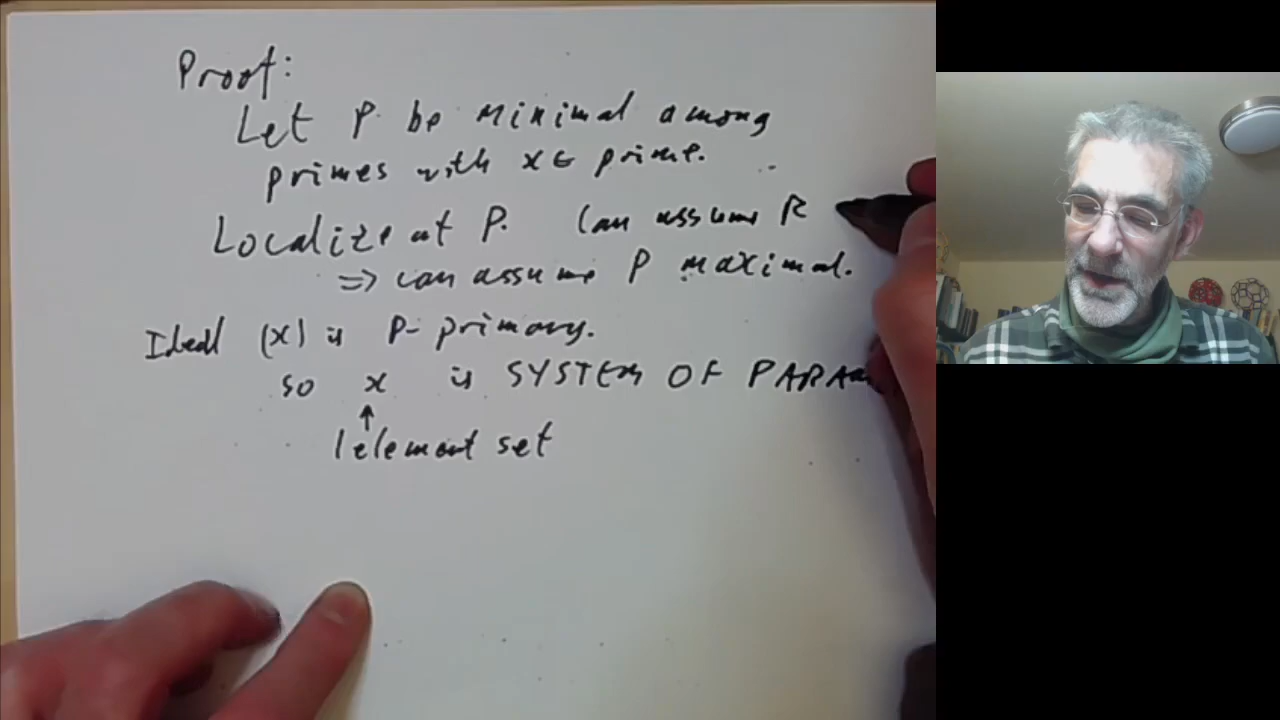 Proof:
Let P be minimal among
primes with x ∈ prime.
Localize at P. Can assume R
⇒ can assume P maximal.
Ideal (x) is P-primary.
so x is SYSTEM OF PARAM
↑
1 element set